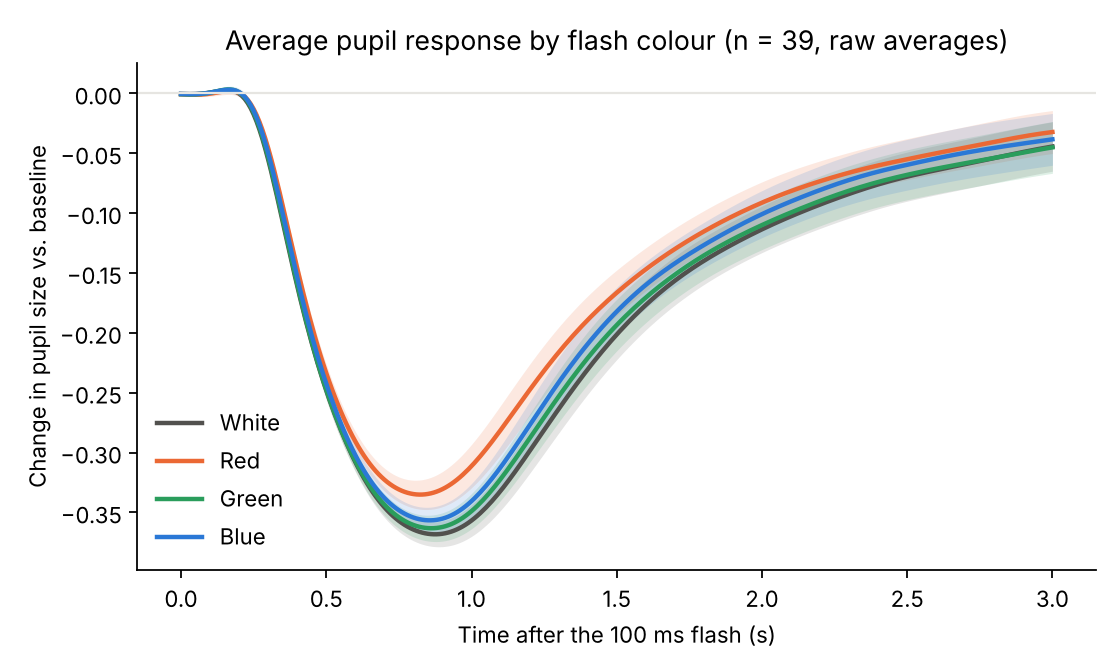 Average pupil response by flash colour (n = 39, raw averages)
Change in pupil size vs. baseline
0.00
−0.05
−0.10
−0.15
−0.20
−0.25
−0.30
−0.35
White
Red
Green
Blue
0.0 0.5 1.0 1.5 2.0 2.5 3.0
Time after the 100 ms flash (s)